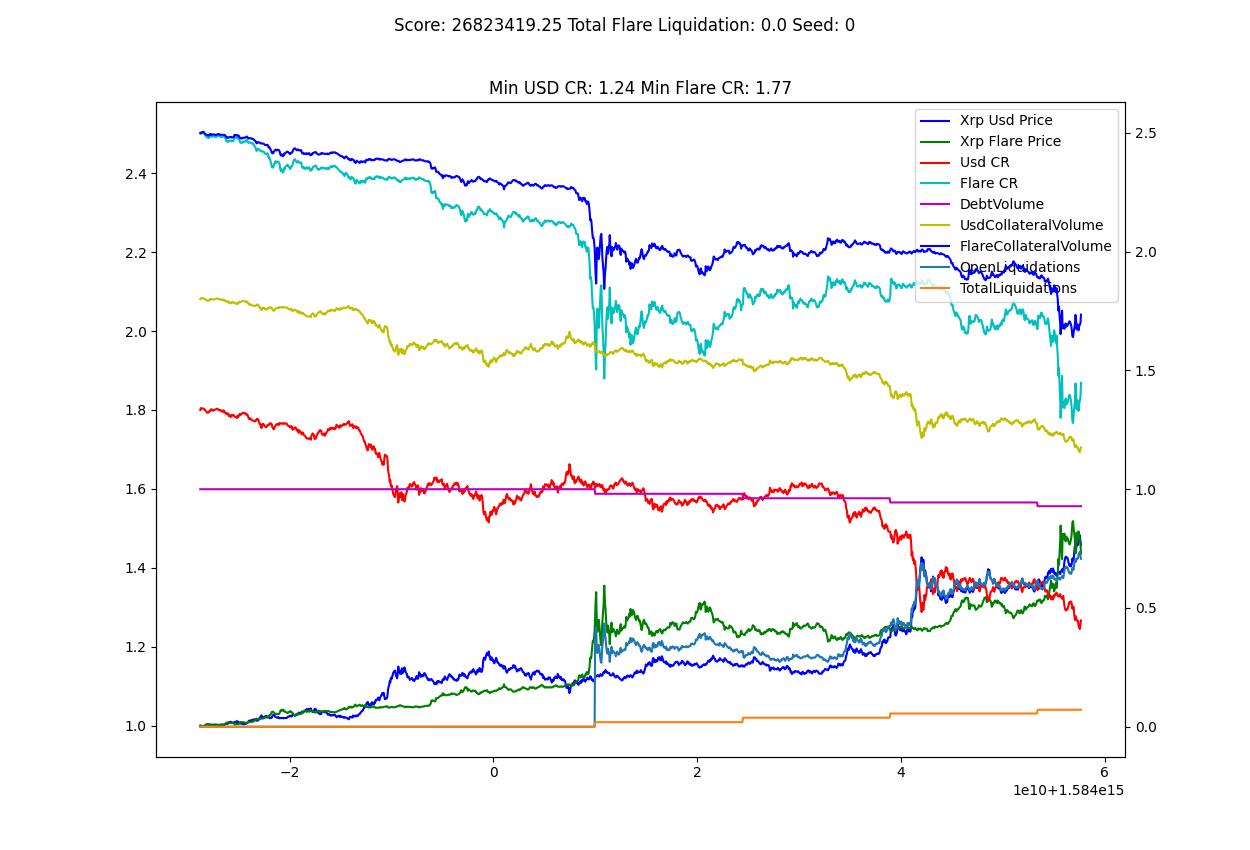 Score: 26823419.25 Total Flare Liquidation: 0.0 Seed: 0
Min USD CR: 1.24 Min Flare CR: 1.77
Xrp Usd Price
Xrp Flare Price
Usd CR
Flare CR
DebtVolume
UsdCollateralVolume
FlareCollateralVolume
OpenLiquidations
TotalLiquidations
2.4
2.2
2.0
1.8
1.6
1.4
1.2
1.0
2.5
2.0
1.5
1.0
0.5
0.0
−2
0
2
4
6
1e10+1.584e15